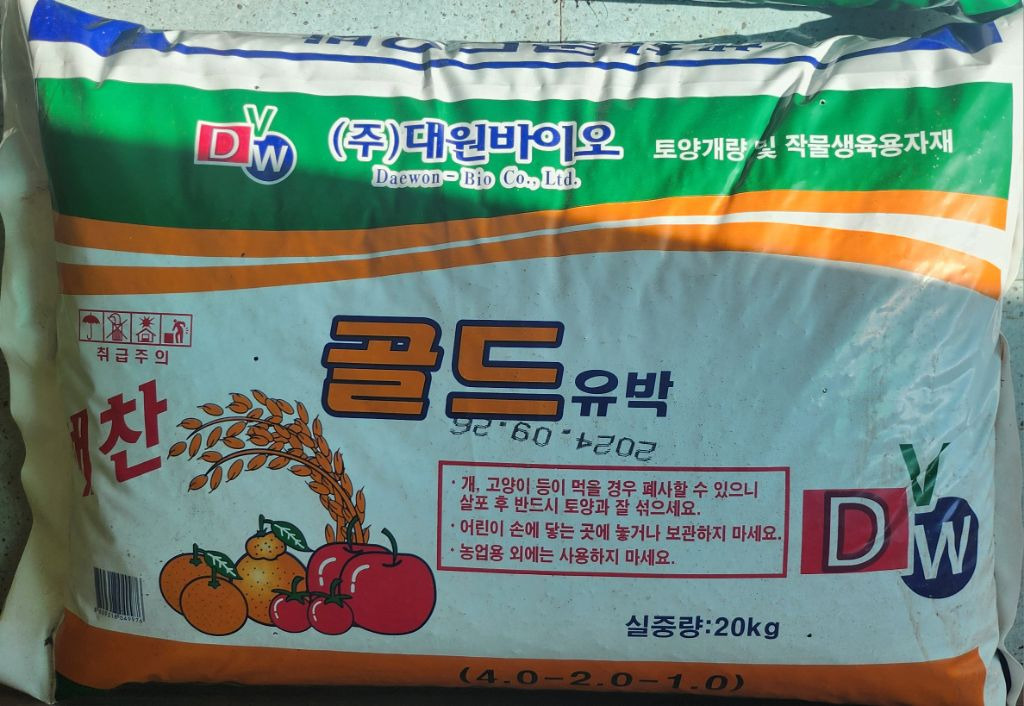 DVW
(주)대원바이오
Daewon-Bio Co., Ltd.
토양개량 및 작물생육용자재
취급주의
찬
골드유박
2024.09.26
· 개, 고양이 등이 먹을 경우 폐사할 수 있으니
살포 후 반드시 토양과 잘 섞으세요.
· 어린이 손에 닿는 곳에 놓거나 보관하지 마세요.
· 농업용 외에는 사용하지 마세요.
DVW
실중량:20kg
(4.0-2.0-1.0)